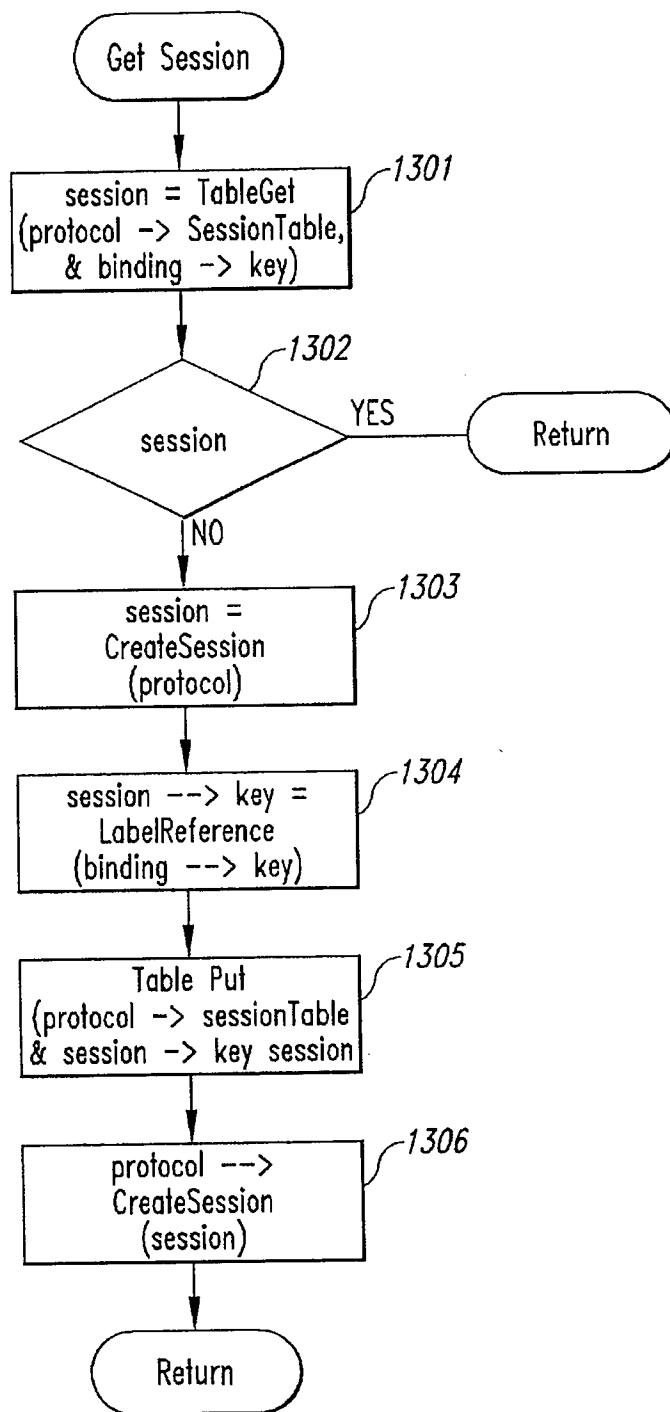 Get Session
1301
session = TableGet
(protocol -> SessionTable,
& binding -> key)
1302
session
YES
Return
NO
1303
session =
CreateSession
(protocol)
1304
session --> key =
LabelReference
(binding --> key)
1305
Table Put
(protocol -> sessionTable
& session -> key session
1306
protocol -->
CreateSession
(session)
Return